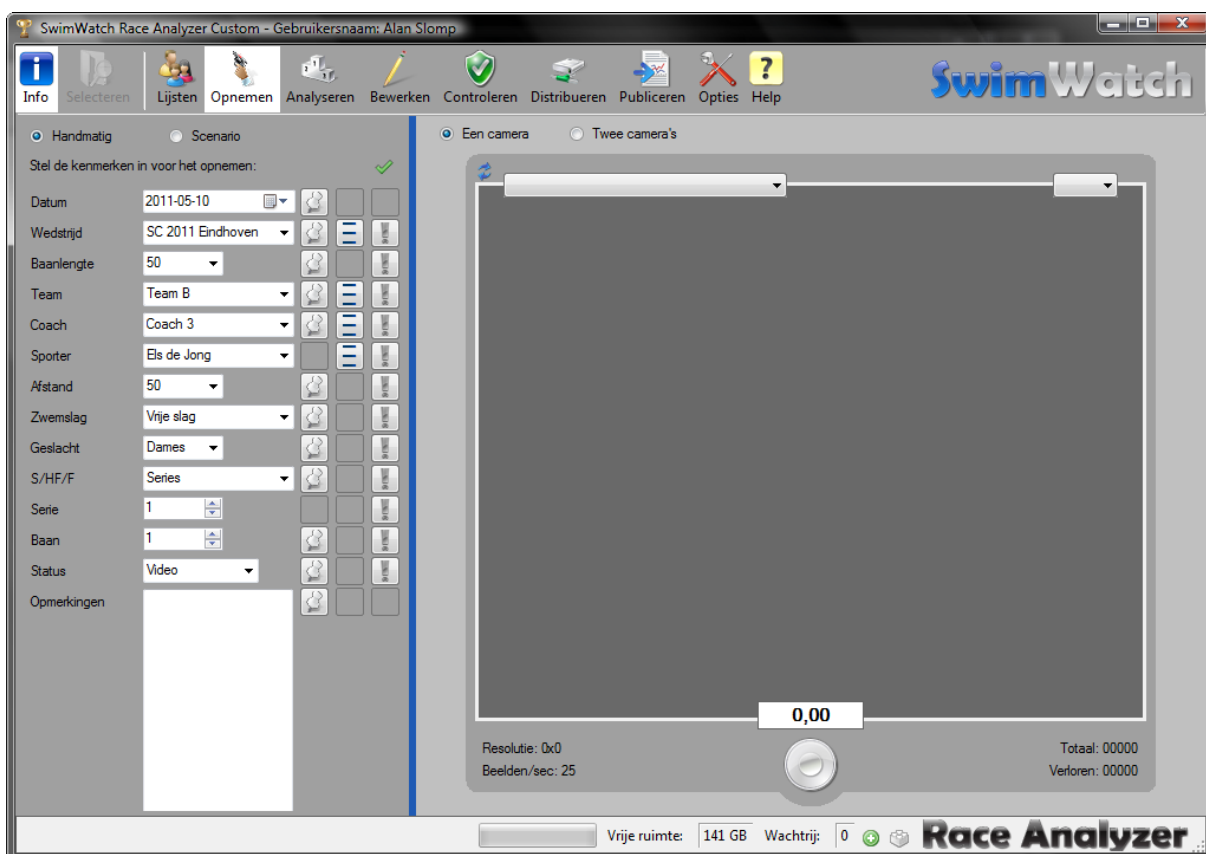 SwimWatch Race Analyzer Custom - Gebruikersnaam: Alan Slomp
Info Selecteren Lijsten Opnemen Analyseren Bewerken Controleren Distribueren Publiceren Opties Help
SwimWatch
Handmatig Scenario
Een camera Twee camera's
Stel de kenmerken in voor het opnemen:
Datum 2011-05-10
Wedstrijd SC 2011 Eindhoven
Baanlengte 50
Team Team B
Coach Coach 3
Sporter Els de Jong
Afstand 50
Zwemslag Vrije slag
Geslacht Dames
S/HF/F Series
Serie 1
Baan 1
Status Video
Opmerkingen
0,00
Resolutie: 0x0
Beelden/sec: 25
Totaal: 00000
Verloren: 00000
Vrije ruimte: 141 GB Wachtrij: 0
Race Analyzer